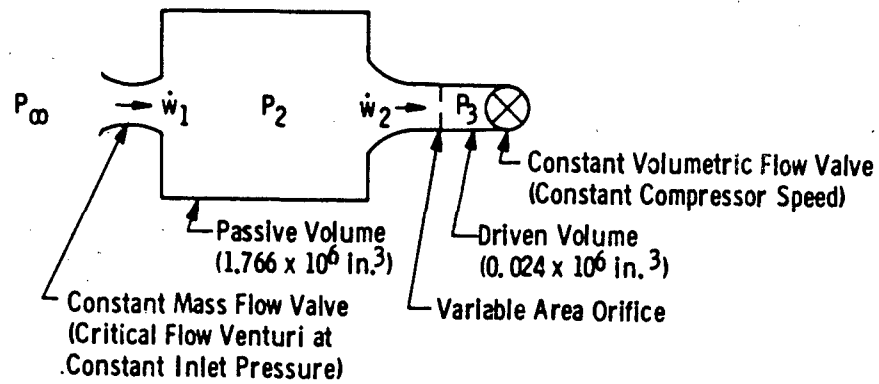 P∞
ẇ1
P2
ẇ2
P3
Constant Volumetric Flow Valve
(Constant Compressor Speed)
Passive Volume
(1.766 x 10⁶ in.³)
Driven Volume
(0.024 x 10⁶ in.³)
Variable Area Orifice
Constant Mass Flow Valve
(Critical Flow Venturi at
Constant Inlet Pressure)